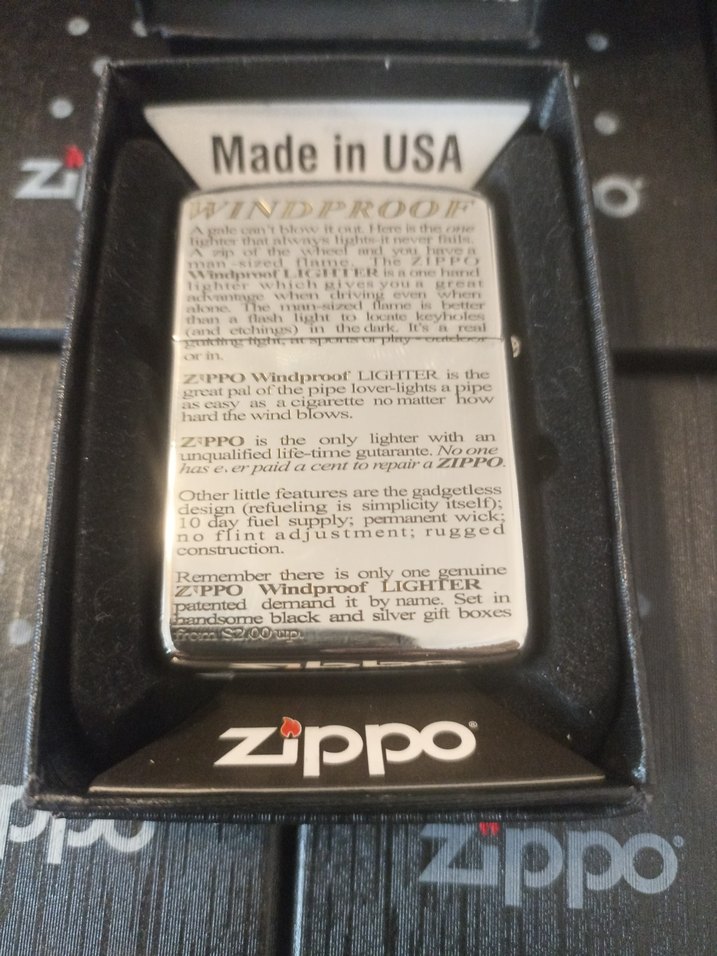 Made in USA
WINDPROOF
A gale can't blow it out. Here is the one
lighter that always lights-it never fails.
A zip of the wheel and you have a
man-sized flame. The ZIPPO
Windproof LIGHTER is a one hand
lighter which gives you a great
advantage when driving even when
alone. The man-sized flame is better
than a flash light to locate keyholes
(and etchings) in the dark. It's a real
guiding light, at sports or play - outdoor
or in.
ZIPPO Windproof LIGHTER is the
great pal of the pipe lover-lights a pipe
as easy as a cigarette no matter how
hard the wind blows.
ZIPPO is the only lighter with an
unqualified life-time gutarante. No one
has e.er paid a cent to repair a ZIPPO.
Other little features are the gadgetless
design (refueling is simplicity itself);
10 day fuel supply; permanent wick;
no flint adjustment; rugged
construction.
Remember there is only one genuine
ZIPPO Windproof LIGHTER
patented demand it by name. Set in
handsome black and silver gift boxes
from $2.00 up.
zippo®
zippo